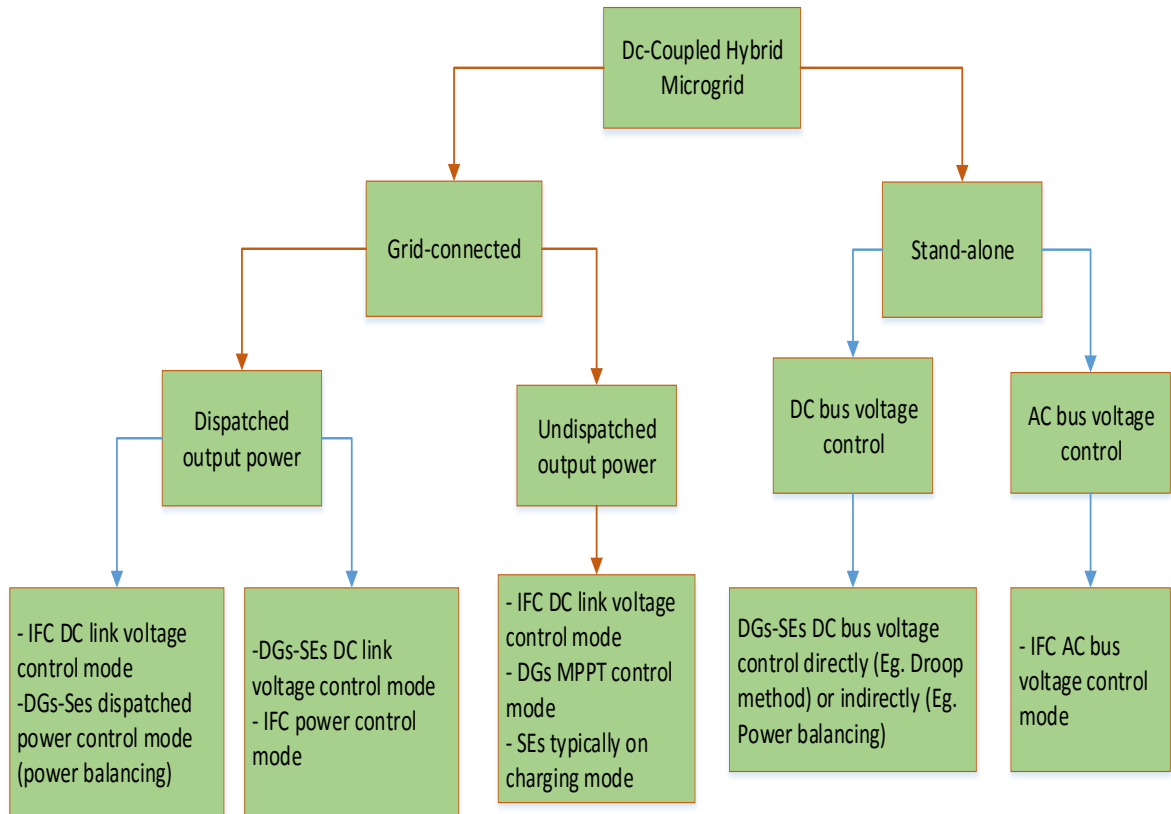 Dc-Coupled Hybrid
Microgrid
Grid-connected
Stand-alone
Dispatched
output power
Undispatched
output power
DC bus voltage
control
AC bus voltage
control
- IFC DC link voltage
control mode
-DGs-Ses dispatched
power control mode
(power balancing)
-DGs-SEs DC link
voltage control mode
- IFC power control
mode
- IFC DC link voltage
control mode
- DGs MPPT control
mode
- SEs typically on
charging mode
DGs-SEs DC bus voltage
control directly (Eg. Droop
method) or indirectly (Eg.
Power balancing)
- IFC AC bus
voltage control
mode